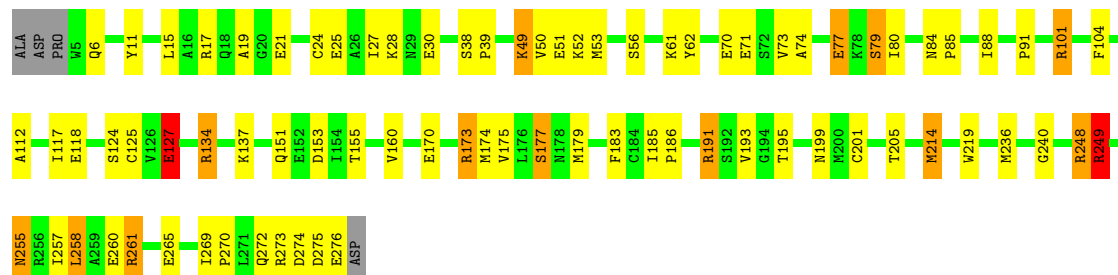 ALA ASP PRO W5 Q6 Y11 L15 A16 R17 Q18 A19 G20 E21 C24 E25 A26 I27 K28 N29 E30 S38 P39 K49 V50 E51 K52 M53 S56 K61 Y62 E70 E71 S72 V73 A74 E77 K78 S79 I80 N84 P85 I88 P91 R101 F104
A112 I117 E118 S124 C125 V126 E127 R134 K137 Q151 E152 D153 I154 T155 V160 E170 R173 M174 V175 L176 S177 N178 M179 F183 C184 I185 P186 R191 S192 V193 G194 T195 N199 M200 C201 T205 M214 W219 M236 G240 R248 R249
N255 R256 I257 L258 A259 E260 R261 E265 I269 P270 L271 Q272 R273 D274 D275 E276 ASP